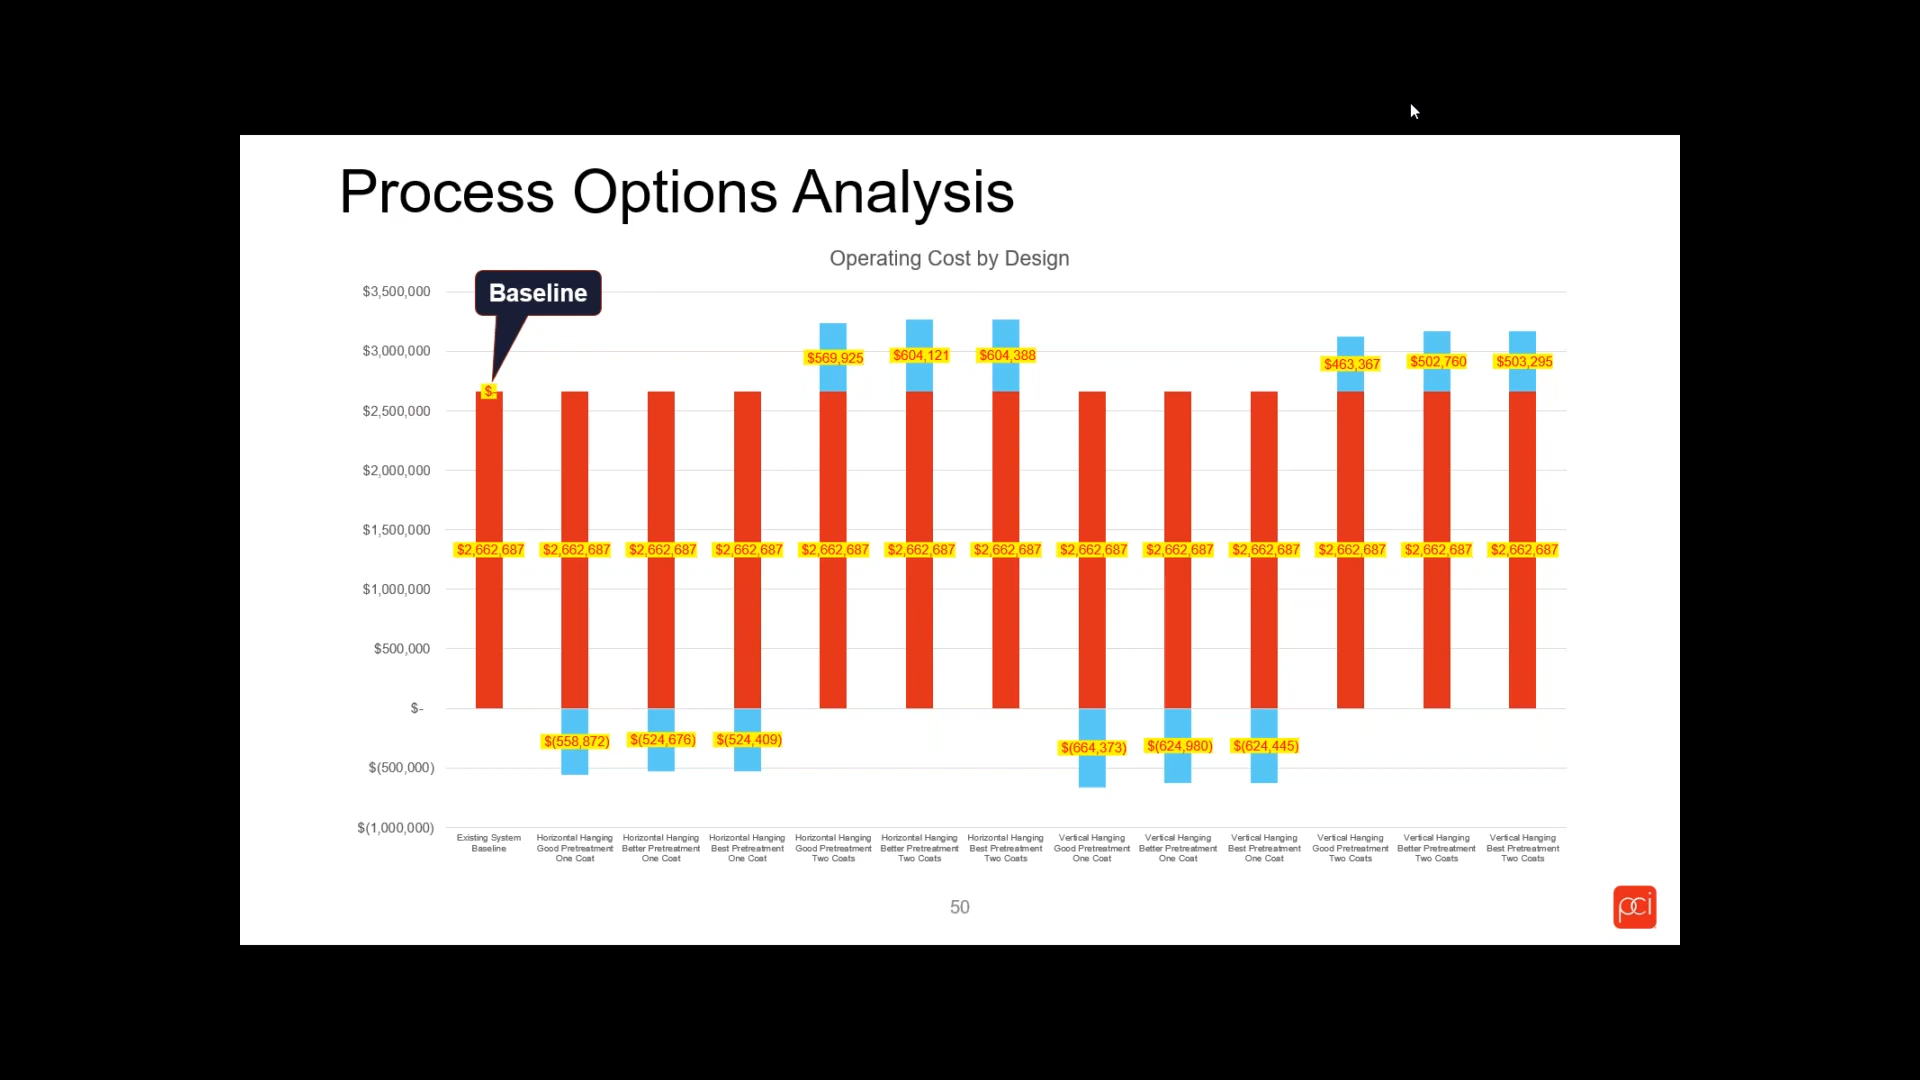 Process Options Analysis
Operating Cost by Design
Baseline
$3,500,000
$3,000,000
$2,500,000
$2,000,000
$1,500,000
$1,000,000
$500,000
$-
$(500,000)
$(1,000,000)
$569,925
$604,121
$604,388
$463,367
$502,760
$503,295
$-
$2,662,687
$2,662,687
$2,662,687
$2,662,687
$2,662,687
$2,662,687
$2,662,687
$2,662,687
$2,662,687
$2,662,687
$2,662,687
$2,662,687
$2,662,687
$(558,872)
$(524,676)
$(524,409)
$(664,373)
$(624,980)
$(624,445)
Existing System
Baseline
Horizontal Hanging
Good Pretreatment
One Coat
Horizontal Hanging
Better Pretreatment
One Coat
Horizontal Hanging
Best Pretreatment
One Coat
Horizontal Hanging
Good Pretreatment
Two Coats
Horizontal Hanging
Better Pretreatment
Two Coats
Horizontal Hanging
Best Pretreatment
Two Coats
Vertical Hanging
Good Pretreatment
One Coat
Vertical Hanging
Better Pretreatment
One Coat
Vertical Hanging
Best Pretreatment
One Coat
Vertical Hanging
Good Pretreatment
Two Coats
Vertical Hanging
Better Pretreatment
Two Coats
Vertical Hanging
Best Pretreatment
Two Coats
50
pci